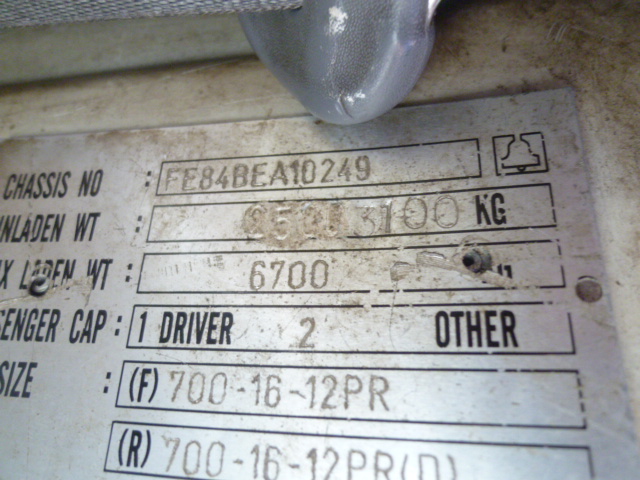 CHASSIS NO : FE84BEA10249
UNLADEN WT : 3100 KG
LADEN WT : 6700
CAP : 1 DRIVER 2 OTHER
SIZE : (F) 700-16-12PR
(R) 700-16-12PR(D)